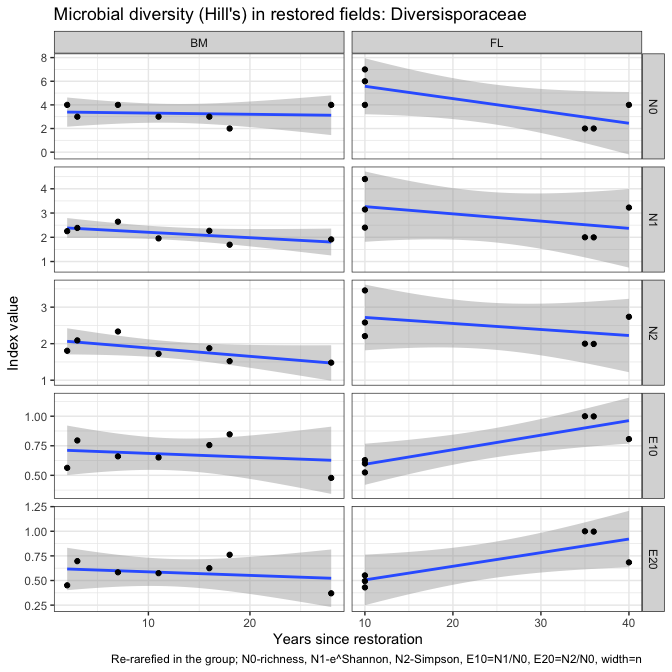 Microbial diversity (Hill's) in restored fields: Diversisporaceae
BM
FL
8
6
4
2
0
N0
4
3
2
1
N1
3
2
1
N2
1.00
0.75
0.50
E10
1.25
1.00
0.75
0.50
0.25
E20
Index value
10
20
10
20
30
40
Years since restoration
Re-rarefied in the group; N0-richness, N1-e^Shannon, N2-Simpson, E10=N1/N0, E20=N2/N0, width=n